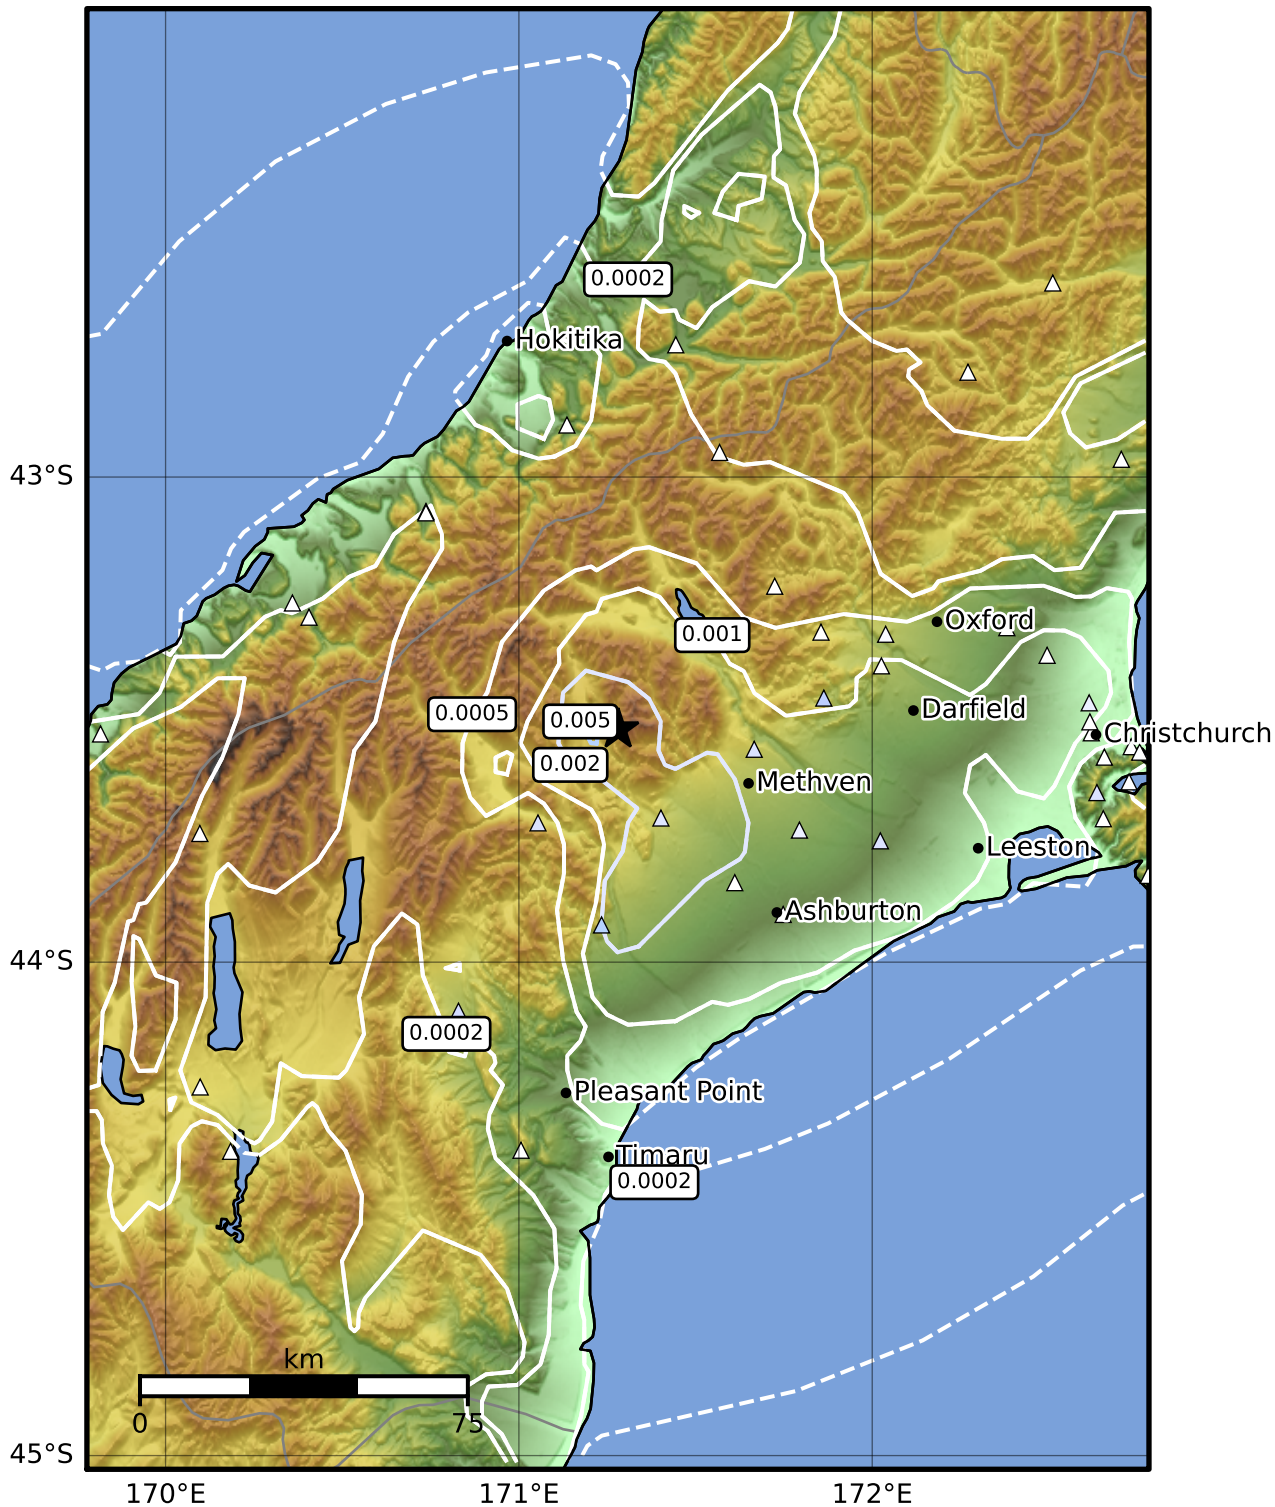 0.0002
Hokitika
43°S
Oxford
0.001
0.0005
0.005
Darfield
Christchurch
0.002
Methven
Leeston
Ashburton
44°S
0.0002
Pleasant Point
Timaru
0.0002
km
0
75
45°S
170°E
171°E
172°E